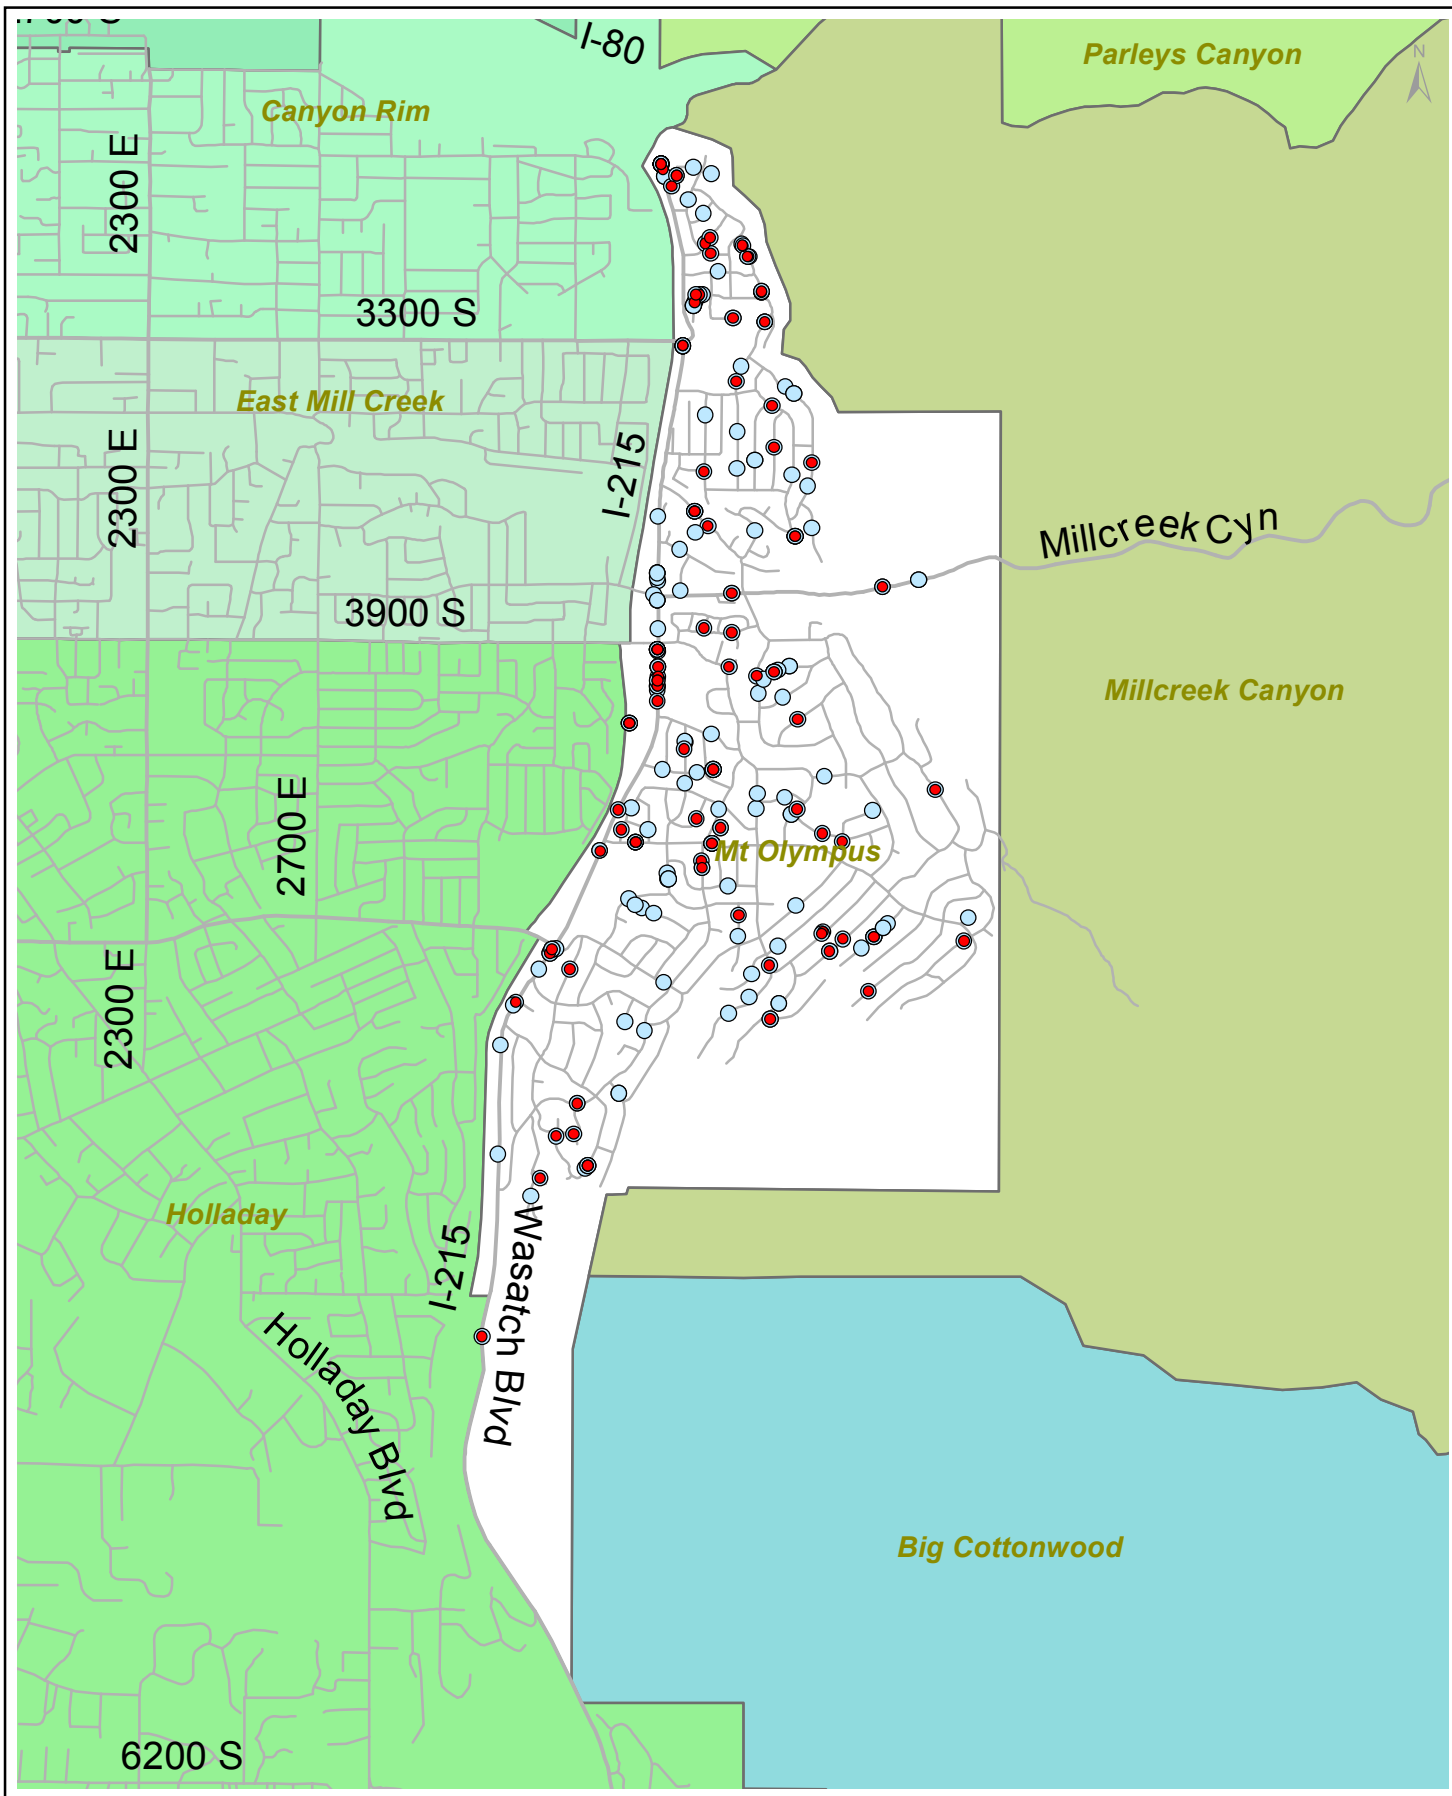 I-80
Parleys Canyon
N
Canyon Rim
2300 E
3300 S
East Mill Creek
2300 E
I-215
Millcreek Cyn
3900 S
Millcreek Canyon
2700 E
Mt Olympus
2300 E
Holladay
I-215
Wasatch Blvd
Holladay Blvd
Big Cottonwood
6200 S